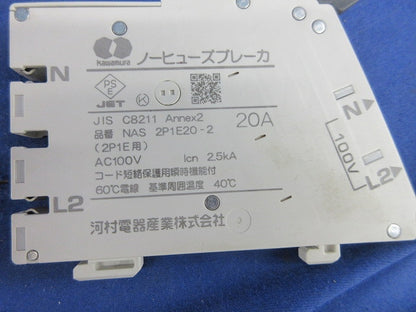 Kawamura ノーヒューズブレーカ
N
PS
E
JET
K
JIS C8211 Annex2
20A
品番 NAS 2P1E20-2
(2P1E用)
AC100V Icn 2.5kA
コード短絡保護用瞬時機能付
60℃電線 基準周囲温度 40℃
L2
河村電器産業株式会社
N
100V
L2